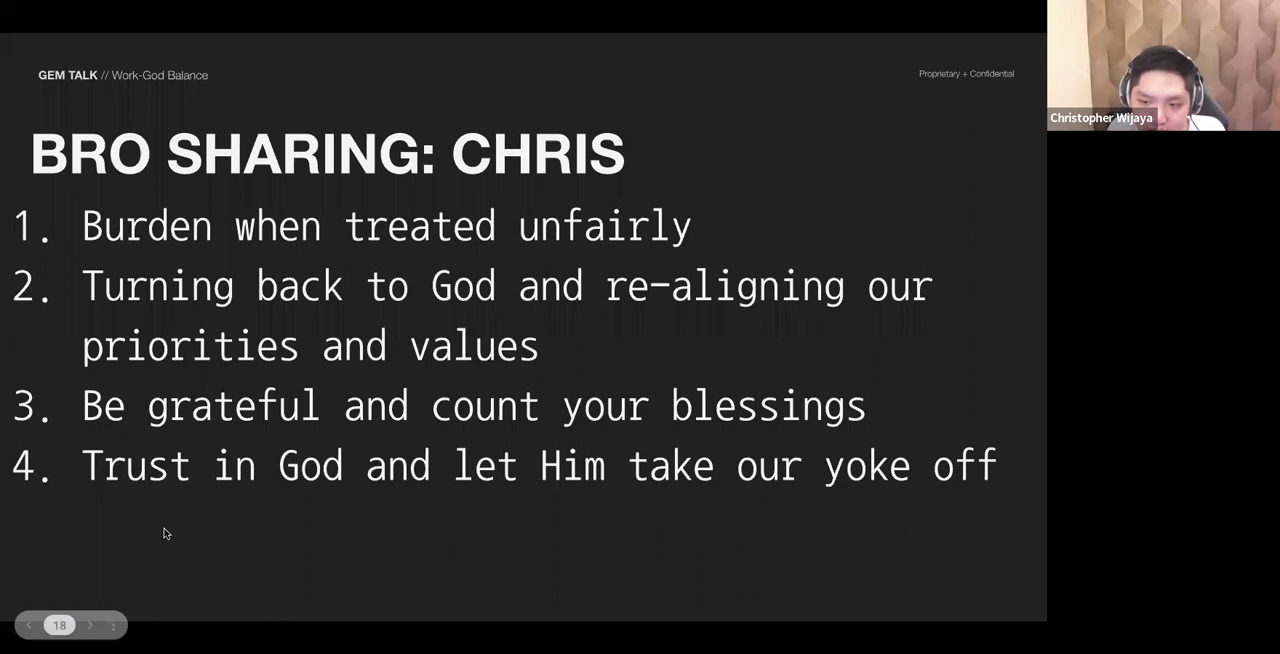 GEM TALK // Work-God Balance
Proprietary + Confidential
Christopher Wijaya
BRO SHARING: CHRIS
1. Burden when treated unfairly
2. Turning back to God and re-aligning our
priorities and values
3. Be grateful and count your blessings
4. Trust in God and let Him take our yoke off
18